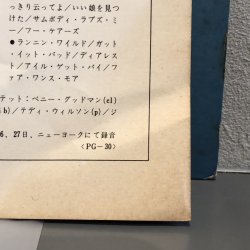 っきり云ってよ/いい娘を見つ
けた/サムボディ・ラブズ・ミ
ー/フー・ケアーズ
●ランニン・ワイルド/ガット・
イット・バッド/ディアレス
ト/アイル・ゲット・バイ/フ
ァ・ワンス・モア
テット:ベニー・グッドマン(cl)
b)/テディ・ウィルソン(p)/ジ
6、27日、ニューヨークにて録音
<PG-30>